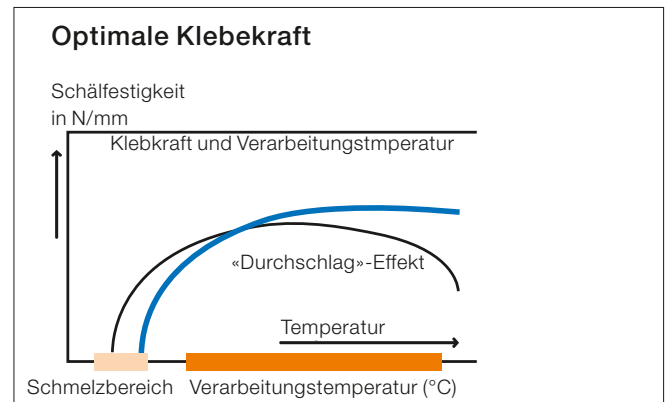 Optimale Klebekraft
Schälfestigkeit
in N/mm
Klebkraft und Verarbeitungstmperatur
«Durchschlag»-Effekt
Temperatur
Schmelzbereich
Verarbeitungstemperatur (°C)